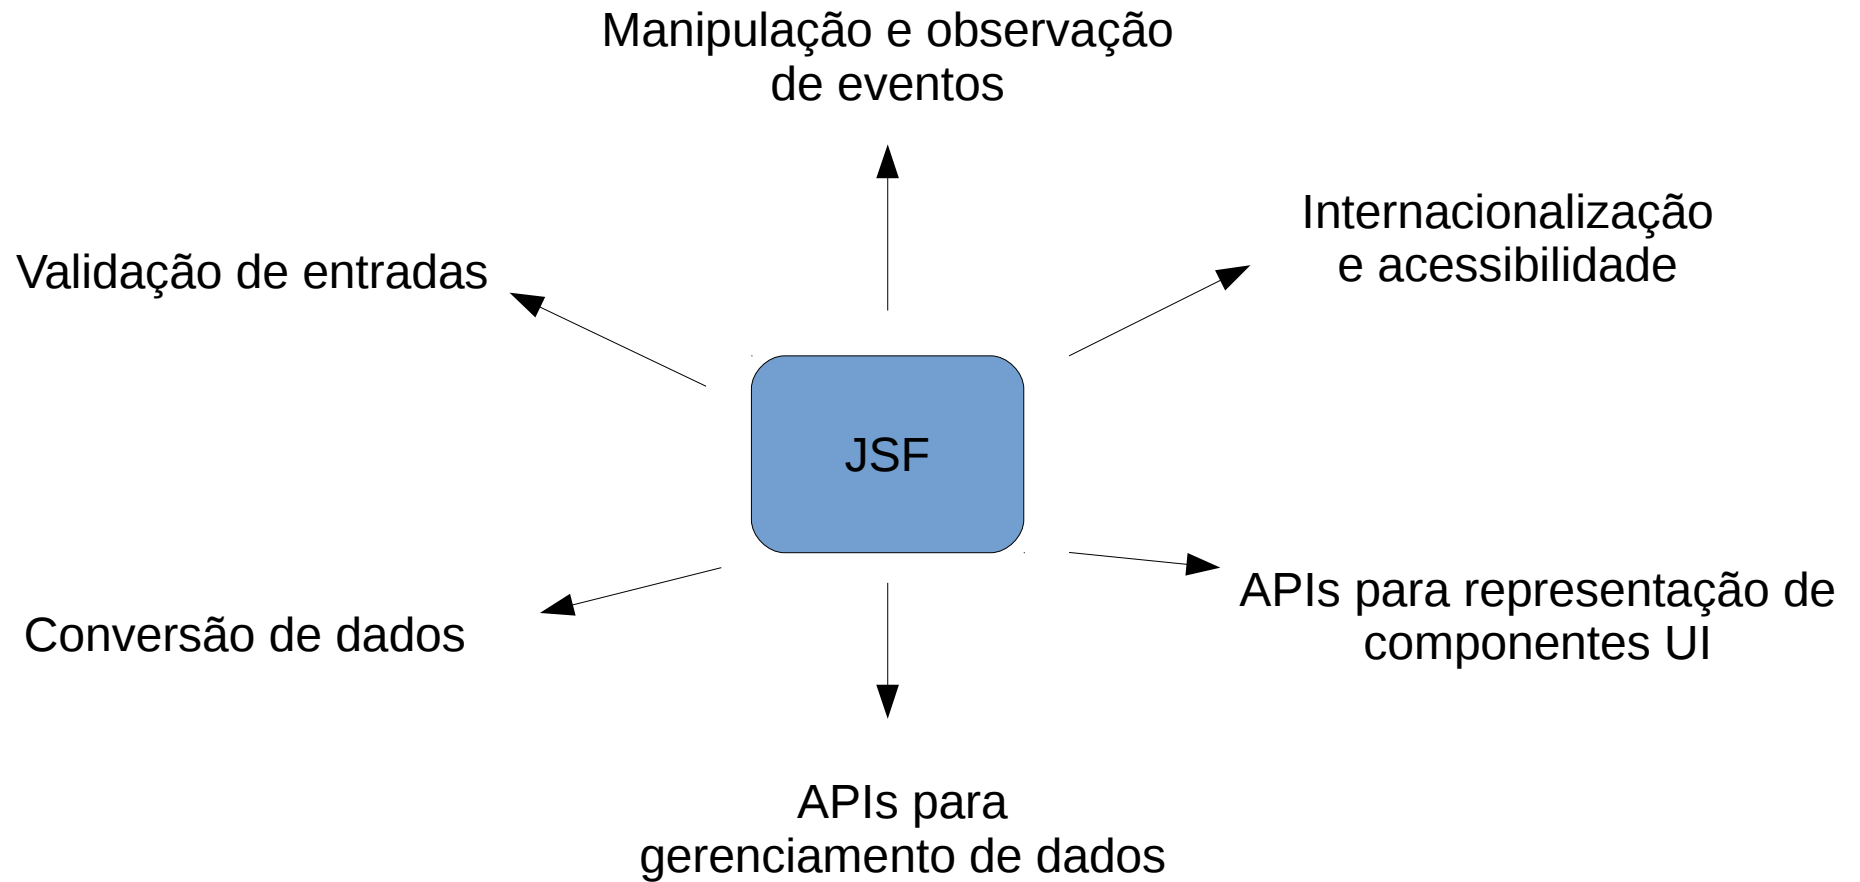 Manipulação e observação
de eventos
Internacionalização
e acessibilidade
Validação de entradas
JSF
APIs para representação de
componentes UI
Conversão de dados
APIs para
gerenciamento de dados